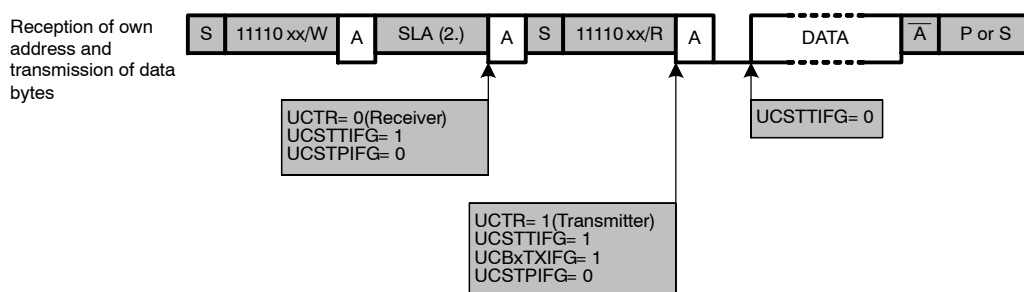 Reception of own
address and
transmission of data
bytes
S 11110 xx/W A SLA (2.) A S 11110 xx/R A DATA A P or S
UCTR= 0(Receiver)
UCSTTIFG= 1
UCSTPIFG= 0
UCSTTIFG= 0
UCTR= 1(Transmitter)
UCSTTIFG= 1
UCBxTXIFG= 1
UCSTPIFG= 0